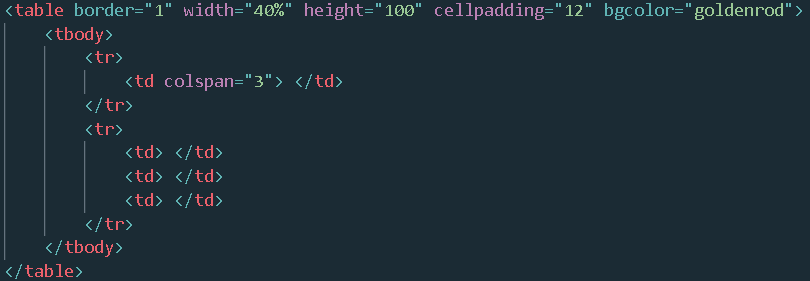 <table border="1" width="40%" height="100" cellpadding="12" bgcolor="goldenrod">
    <tbody>
        <tr>
            <td colspan="3"> </td>
        </tr>
        <tr>
            <td> </td>
            <td> </td>
            <td> </td>
        </tr>
    </tbody>
</table>